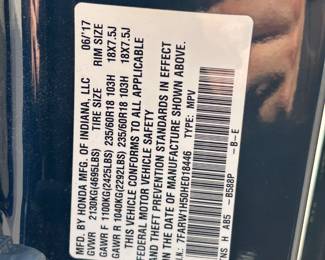 MFD. BY HONDA MFG. OF INDIANA, LLC 06/17
GVWR 2130KG(4695LBS) TIRE SIZE RIM SIZE
GAWR F 1100KG(2425LBS) 235/60R18 103H 18X7.5J
GAWR R 1040KG(2292LBS) 235/60R18 103H 18X7.5J
THIS VEHICLE CONFORMS TO ALL APPLICABLE
FEDERAL MOTOR VEHICLE SAFETY
THEFT PREVENTION STANDARDS IN EFFECT
ON THE DATE OF MANUFACTURE SHOWN ABOVE.
7FARW1H50HE018446 TYPE: MPV
H AB5 -B588P -B-E